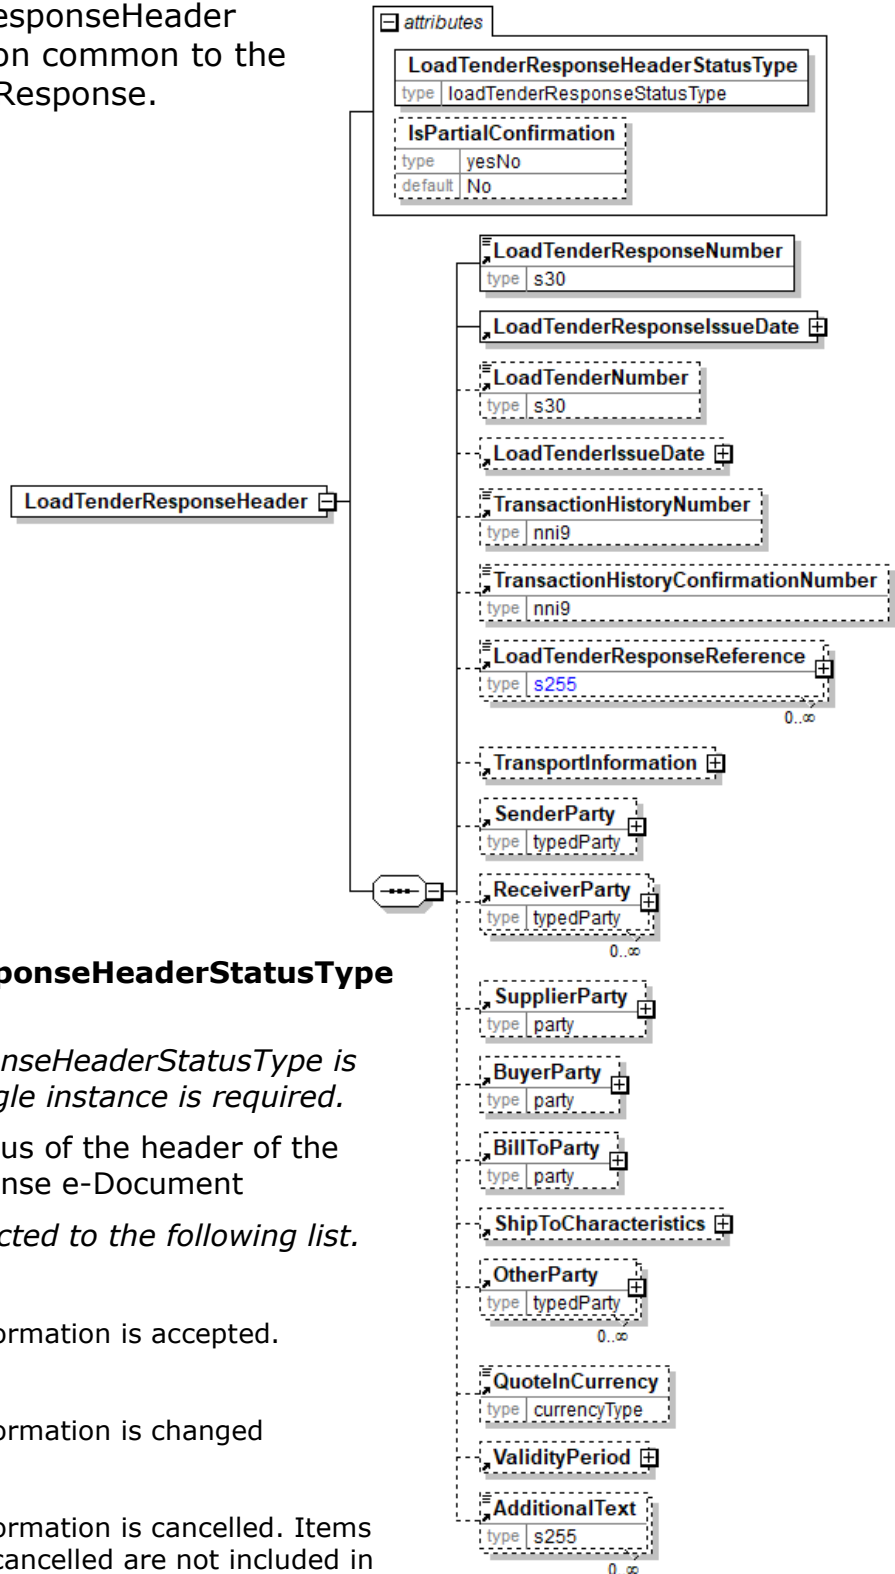 esponseHeader
on common to the
Response.
attributes
LoadTenderResponseHeaderStatusType
type loadTenderResponseStatusType
IsPartialConfirmation
type yesNo
default No
LoadTenderResponseNumber
type s30
LoadTenderResponseIssueDate
LoadTenderNumber
type s30
LoadTenderIssueDate
LoadTenderResponseHeader
TransactionHistoryNumber
type nni9
TransactionHistoryConfirmationNumber
type nni9
LoadTenderResponseReference
type s255
0..∞
TransportInformation
SenderParty
type typedParty
ReceiverParty
type typedParty
0..∞
SupplierParty
type party
BuyerParty
type party
BillToParty
type party
ShipToCharacteristics
OtherParty
type typedParty
0..∞
QuoteInCurrency
type currencyType
ValidityPeriod
AdditionalText
type s255
0..∞
ponseHeaderStatusType
nseHeaderStatusType is
gle instance is required.
us of the header of the
nse e-Document
cted to the following list.
ormation is accepted.
ormation is changed
ormation is cancelled. Items
cancelled are not included in